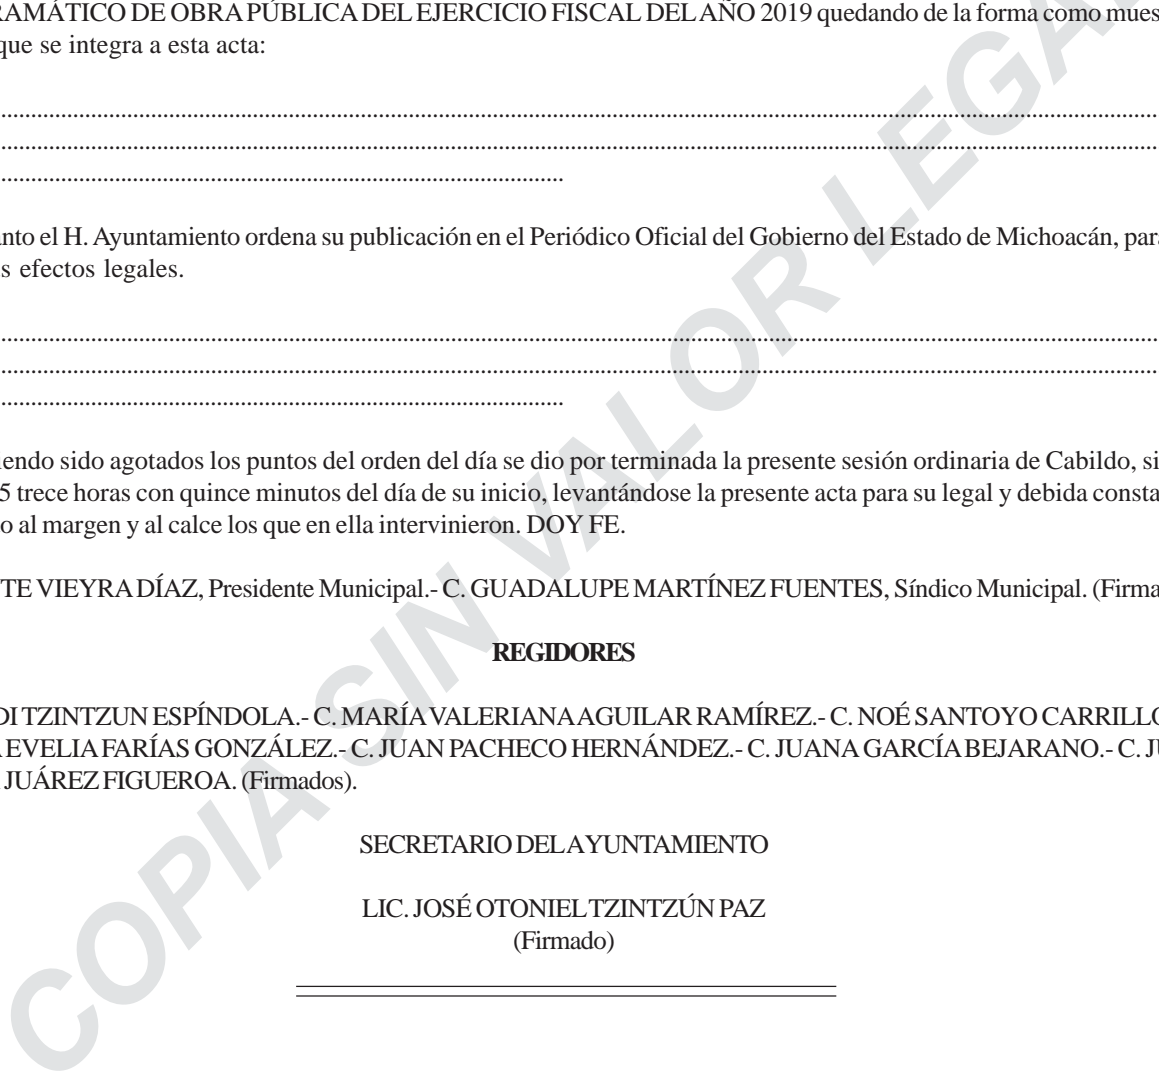 RAMÁTICO DE OBRA PÚBLICA DEL EJERCICIO FISCAL DEL AÑO 2019 quedando de la forma como mues
que se integra a esta acta:
................................................................................
................................................................................
................................................................................
anto el H. Ayuntamiento ordena su publicación en el Periódico Oficial del Gobierno del Estado de Michoacán, para
s efectos legales.
................................................................................
................................................................................
................................................................................
iendo sido agotados los puntos del orden del día se dio por terminada la presente sesión ordinaria de Cabildo, si
5 trece horas con quince minutos del día de su inicio, levantándose la presente acta para su legal y debida consta
o al margen y al calce los que en ella intervinieron. DOY FE.
TE VIEYRA DÍAZ, Presidente Municipal.- C. GUADALUPE MARTÍNEZ FUENTES, Síndico Municipal. (Firma
REGIDORES
DI TZINTZUN ESPÍNDOLA.- C. MARÍA VALERIANA AGUILAR RAMÍREZ.- C. NOÉ SANTOYO CARRILLO
A EVELIA FARÍAS GONZÁLEZ.- C. JUAN PACHECO HERNÁNDEZ.- C. JUANA GARCÍA BEJARANO.- C. JU
JUÁREZ FIGUEROA. (Firmados).
SECRETARIO DEL AYUNTAMIENTO
LIC. JOSÉ OTONIEL TZINTZÚN PAZ
(Firmado)
COPIA SIN VALOR LEGAL